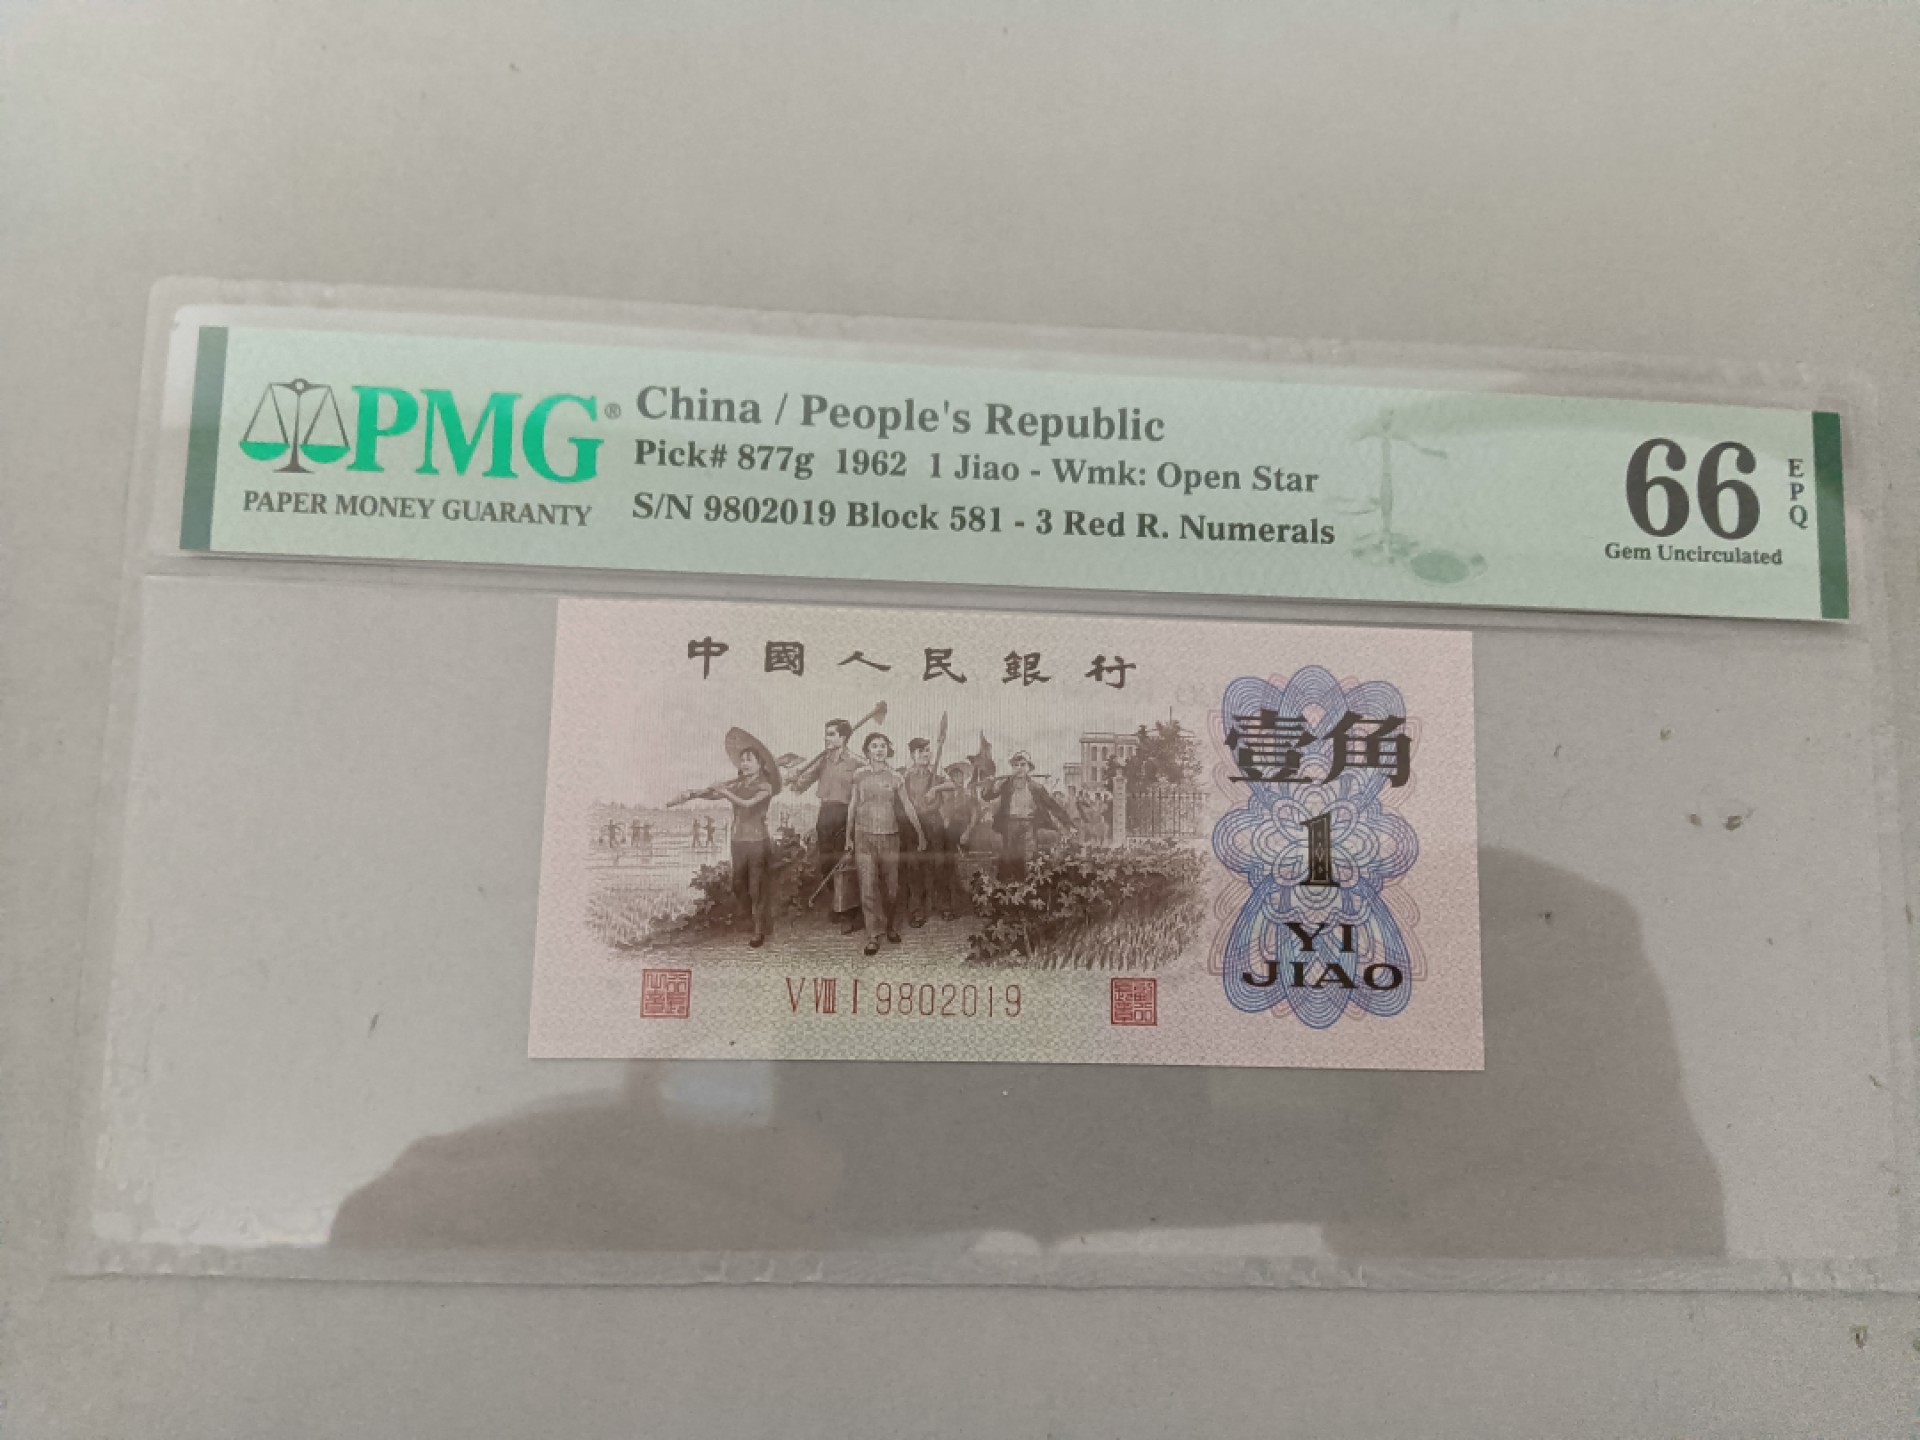 PMG®
PAPER MONEY GUARANTY
China / People's Republic
Pick# 877g 1962 1 Jiao - Wmk: Open Star
S/N 9802019 Block 581 - 3 Red R. Numerals
66 EPQ
Gem Uncirculated
中國人民銀行
壹角
1
YI
JIAO
V VIII I 9802019